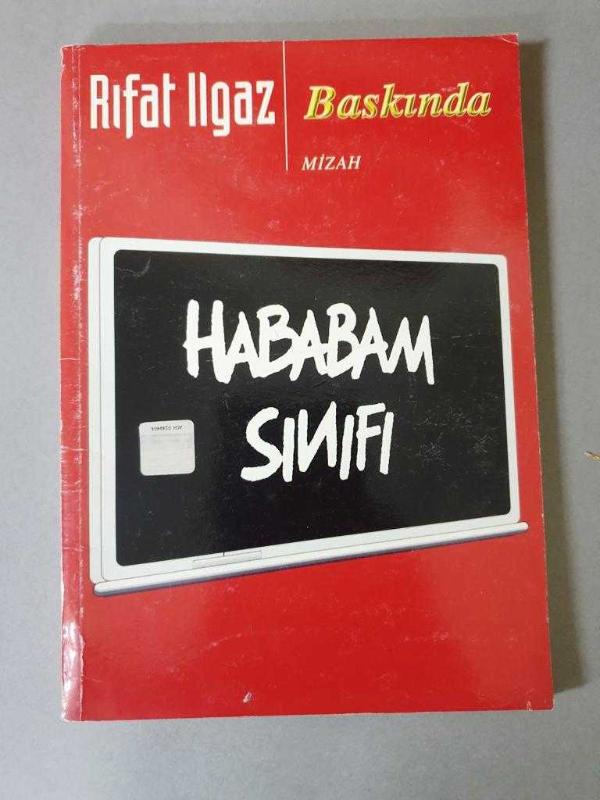 Rıfat Ilgaz
Baskında
MİZAH
HABABAM
SINIFI